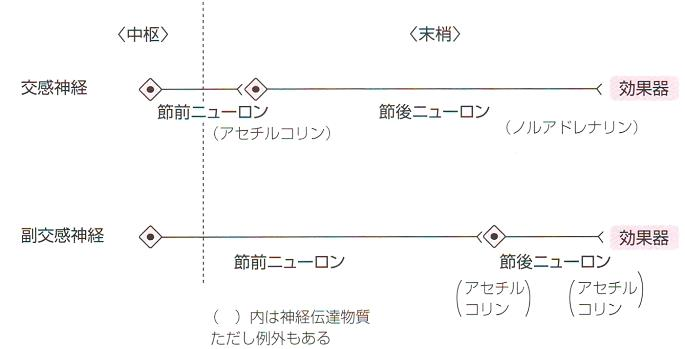 〈中枢〉
〈末梢〉
交感神経
効果器
節前ニューロン
節後ニューロン
（アセチルコリン）
（ノルアドレナリン）
副交感神経
効果器
節前ニューロン
節後ニューロン
（アセチル
コリン）
（アセチル
コリン）
（　）内は神経伝達物質
ただし例外もある